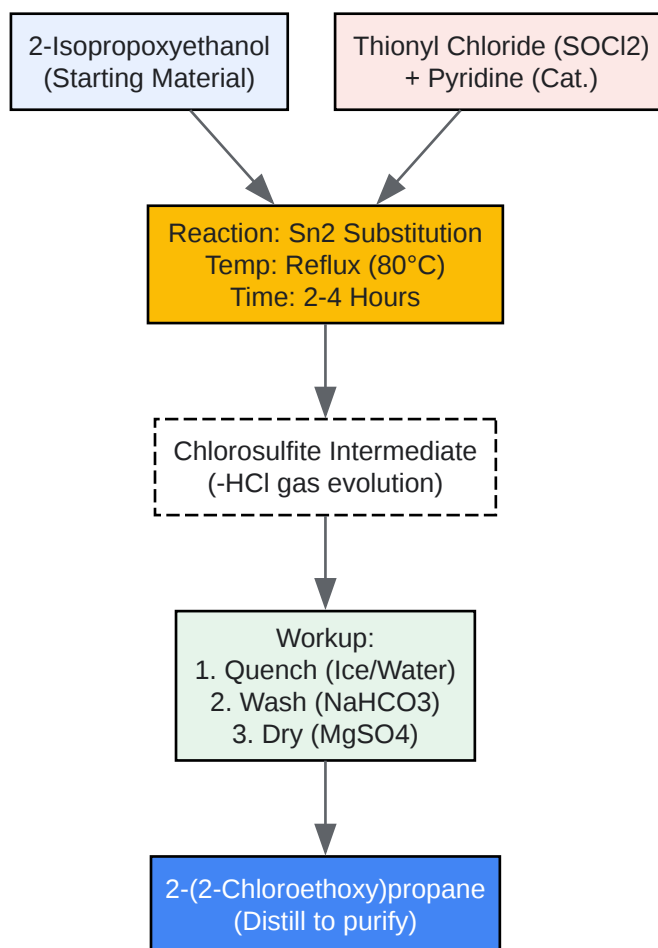 2-Isopropoxyethanol
(Starting Material)
Thionyl Chloride (SOCl2)
+ Pyridine (Cat.)
Reaction: Sn2 Substitution
Temp: Reflux (80°C)
Time: 2-4 Hours
Chlorosulfite Intermediate
(-HCl gas evolution)
Workup:
1. Quench (Ice/Water)
2. Wash (NaHCO3)
3. Dry (MgSO4)
2-(2-Chloroethoxy)propane
(Distill to purify)